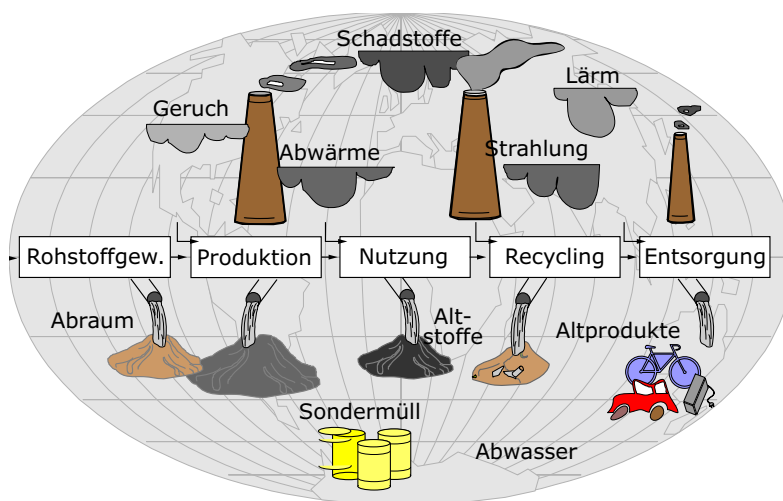 Schadstoffe
Lärm
Geruch
Abwärme
Strahlung
Rohstoffgew.
Produktion
Nutzung
Recycling
Entsorgung
Abraum
Alt-
stoffe
Altprodukte
Sondermüll
Abwasser